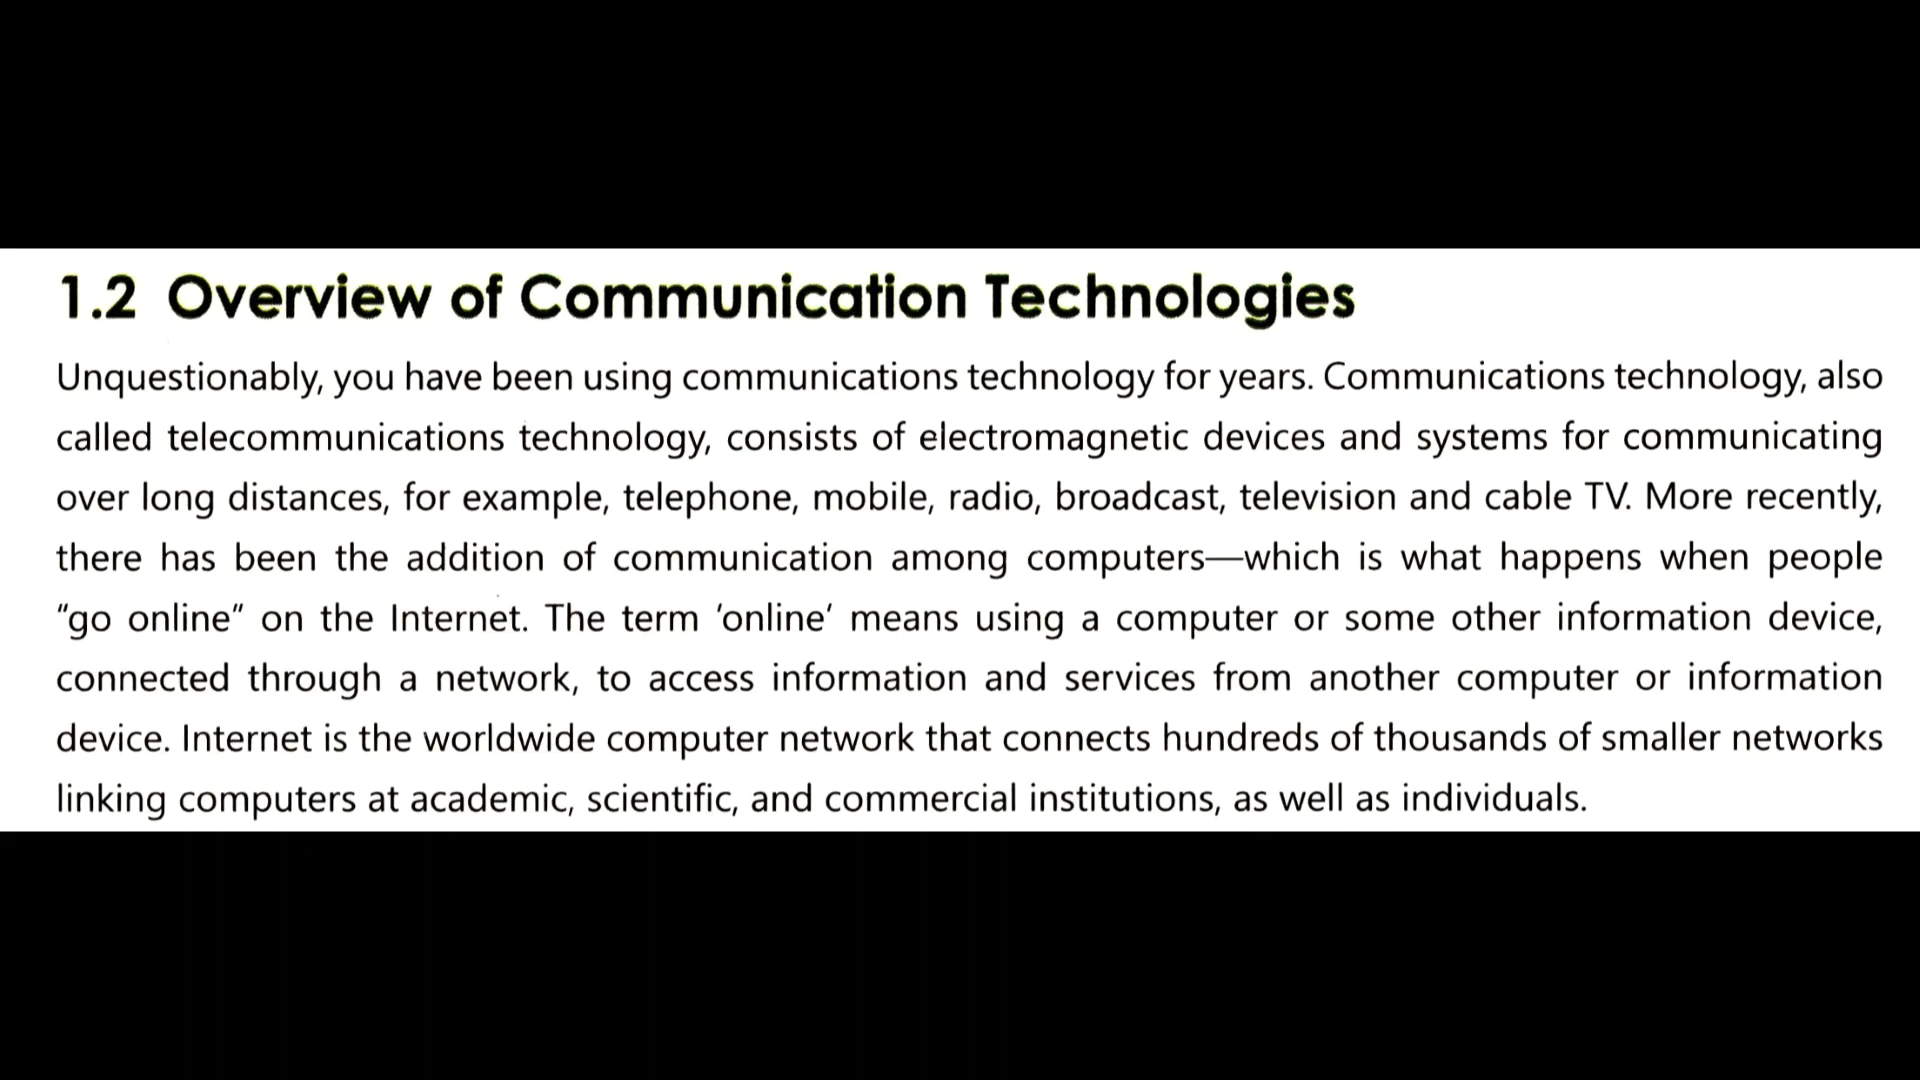 1.2 Overview of Communication Technologies
Unquestionably, you have been using communications technology for years. Communications technology, also
called telecommunications technology, consists of electromagnetic devices and systems for communicating
over long distances, for example, telephone, mobile, radio, broadcast, television and cable TV. More recently,
there has been the addition of communication among computers—which is what happens when people
“go online” on the Internet. The term ‘online’ means using a computer or some other information device,
connected through a network, to access information and services from another computer or information
device. Internet is the worldwide computer network that connects hundreds of thousands of smaller networks
linking computers at academic, scientific, and commercial institutions, as well as individuals.